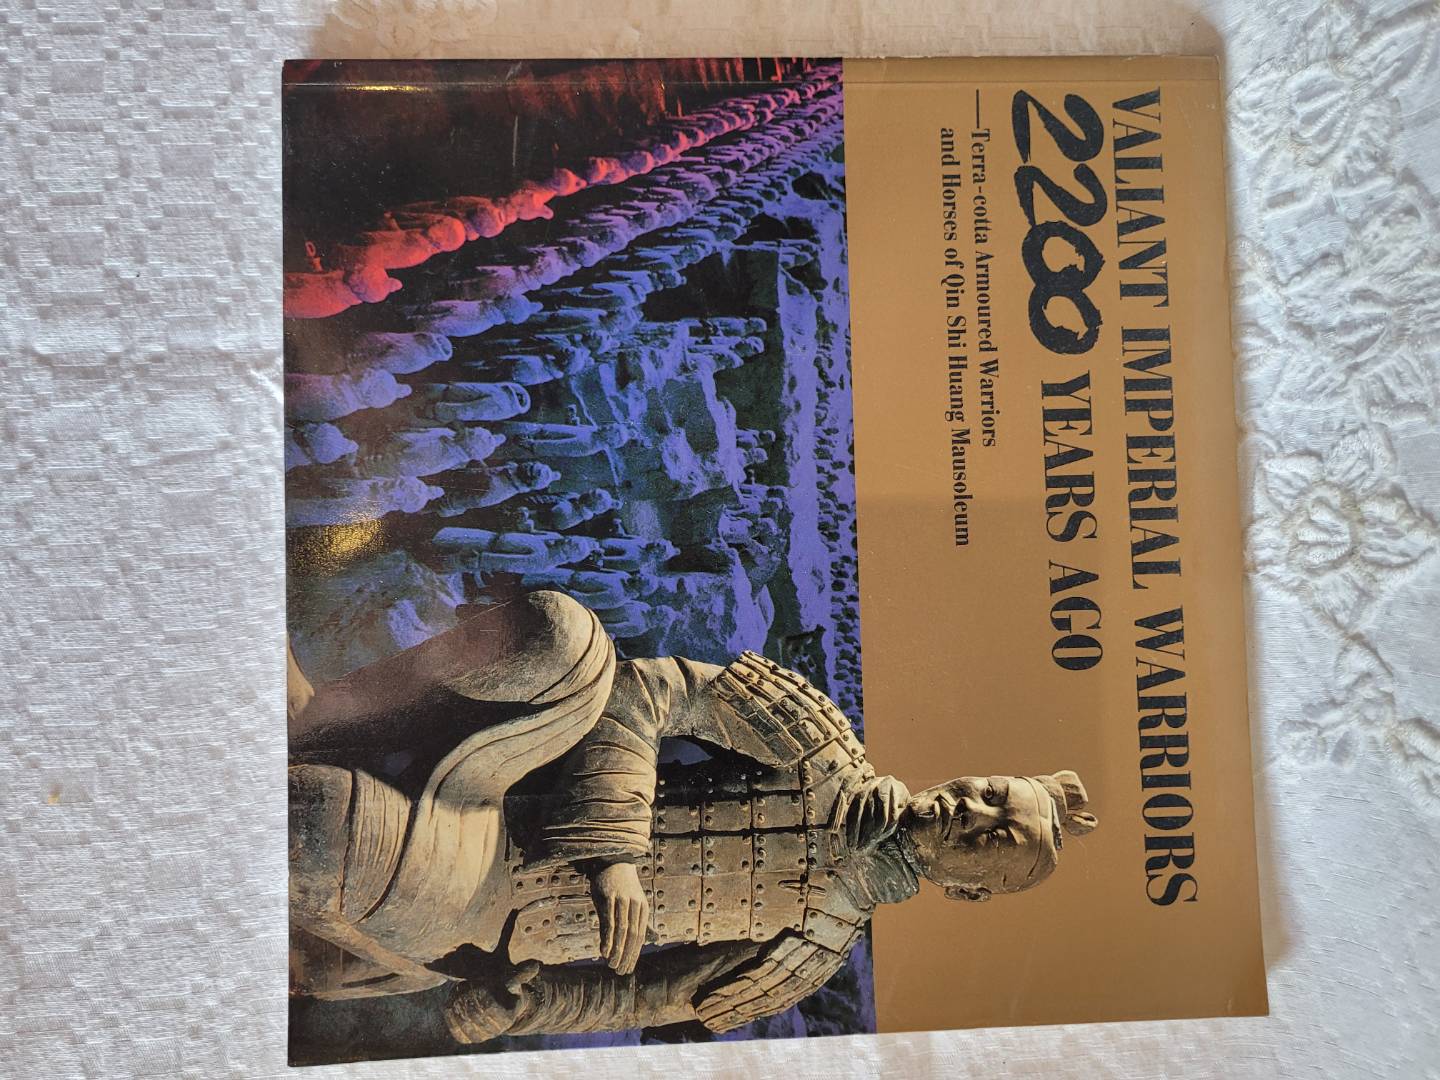 VALIANT IMPERIAL WARRIORS
2200 YEARS AGO
—Terra-cotta Armoured Warriors
and Horses of Qin Shi Huang Mausoleum